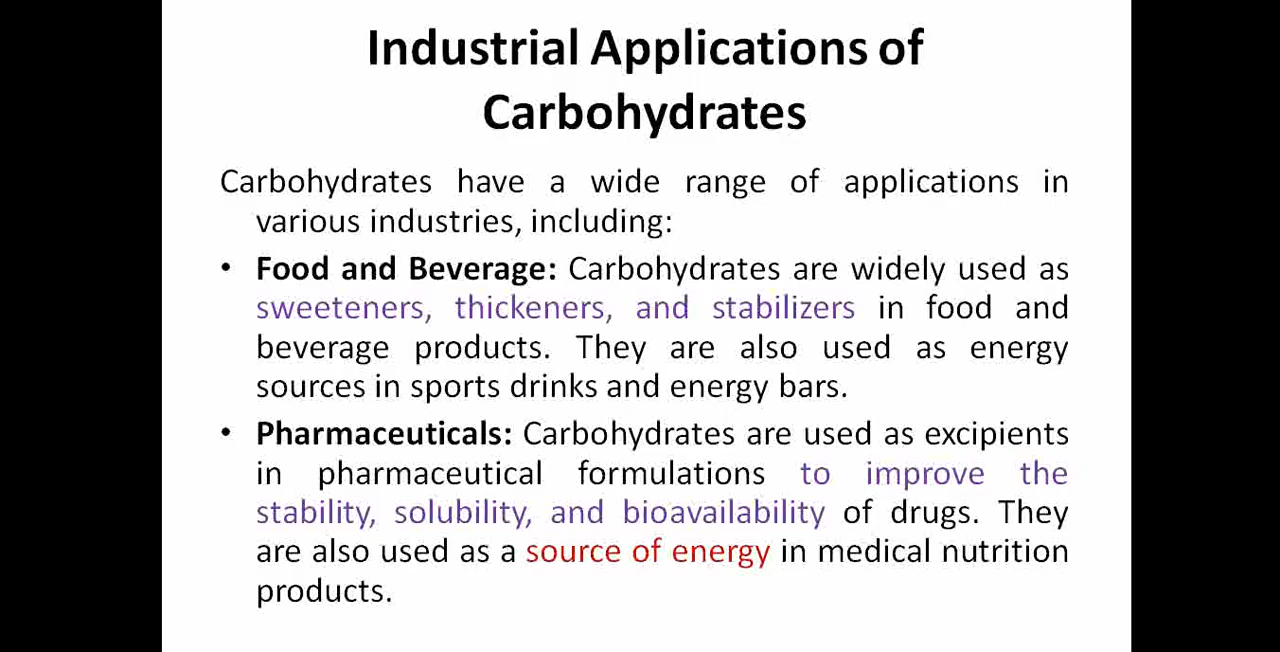 Industrial Applications of
Carbohydrates
Carbohydrates have a wide range of applications in
various industries, including:
• Food and Beverage: Carbohydrates are widely used as
sweeteners, thickeners, and stabilizers in food and
beverage products. They are also used as energy
sources in sports drinks and energy bars.
• Pharmaceuticals: Carbohydrates are used as excipients
in pharmaceutical formulations to improve the
stability, solubility, and bioavailability of drugs. They
are also used as a source of energy in medical nutrition
products.